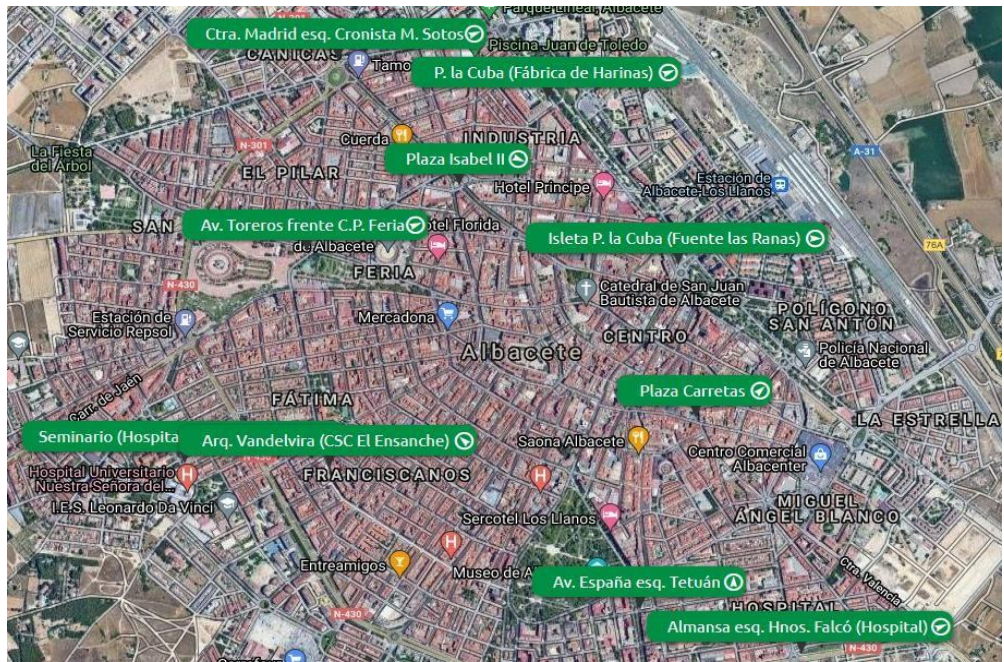 N-301
Parque Lineal, Albacete
Ctra. Madrid esq. Cronista M. Sotos
Piscina Juan de Toledo
CAÑICAS
P. la Cuba (Fábrica de Harinas)
Cuerda
INDUSTRIA
N-301
La Fiesta
del Árbol
A-31
Plaza Isabel II
EL PILAR
Estación de
Albacete-Los Llanos
Hotel Príncipe
SAN
Av. Toreros frente C.P. Feria
Hotel Florida
de Albacete
Isleta P. la Cuba (Fuente las Ranas)
76A
FERIA
N-430
Catedral de San Juan
Bautista de Albacete
Estación de
Servicio Repsol
Mercadona
POLÍGONO
SAN ANTÓN
CENTRO
Albacete
Policía Nacional
de Albacete
Carr. de Jaén
Plaza Carretas
FÁTIMA
LA ESTRELLA
Seminario (Hospita
Arq. Vandelvira (CSC El Ensanche)
Saona Albacete
Centro Comercial
Albacenter
Hospital Universitario
Nuestra Señora del...
FRANCISCANOS
I.E.S. Leonardo Da Vinci
MIGUEL
ÁNGEL BLANCO
Sercotel Los Llanos
Entreamigos
Museo de A
Av. España esq. Tetuán
Ctra. Valencia
HOSPITAL
N-430
Almansa esq. Hnos. Falcó (Hospital)
N-430